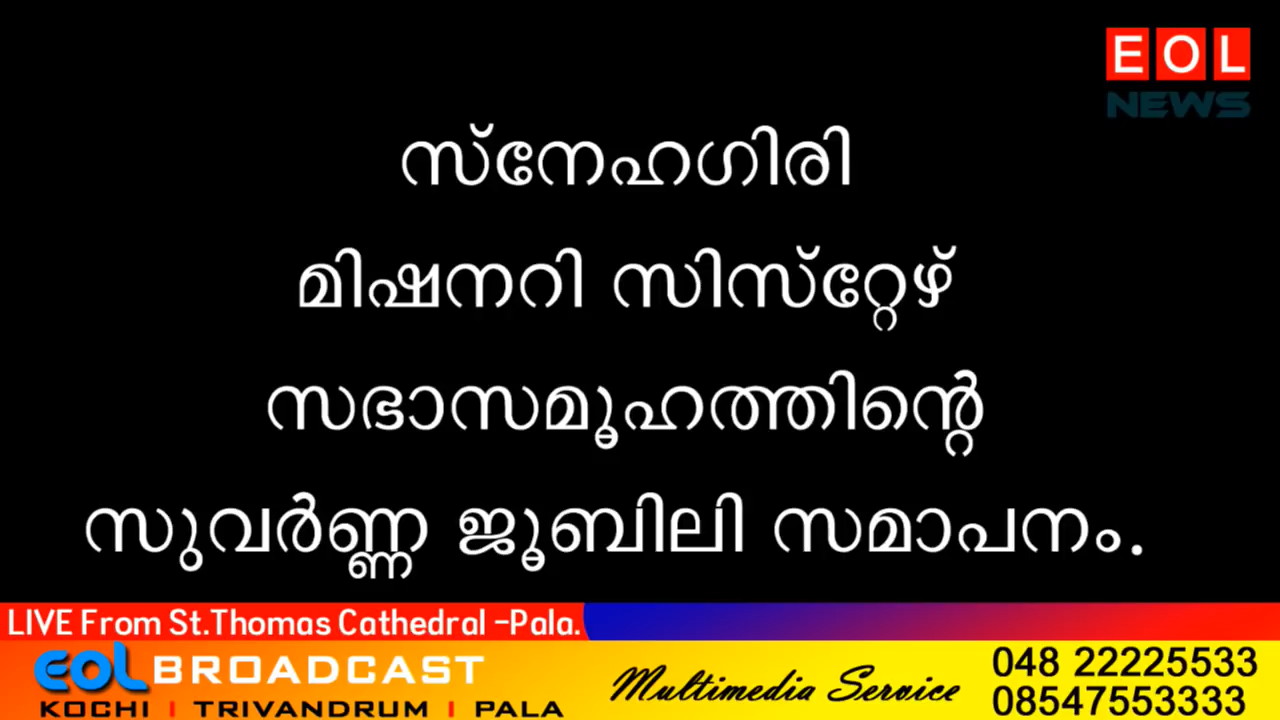 EOL
NEWS
സ്നേഹഗിരി
മിഷനറി സിസ്റ്റേഴ്
സഭാസമൂഹത്തിന്റെ
സുവർണ്ണ ജൂബിലി സമാപനം.
LIVE From St.Thomas Cathedral -Pala.
EOL BROADCAST
KOCHI | TRIVANDRUM | PALA
Multimedia Service
048 22225533
08547553333